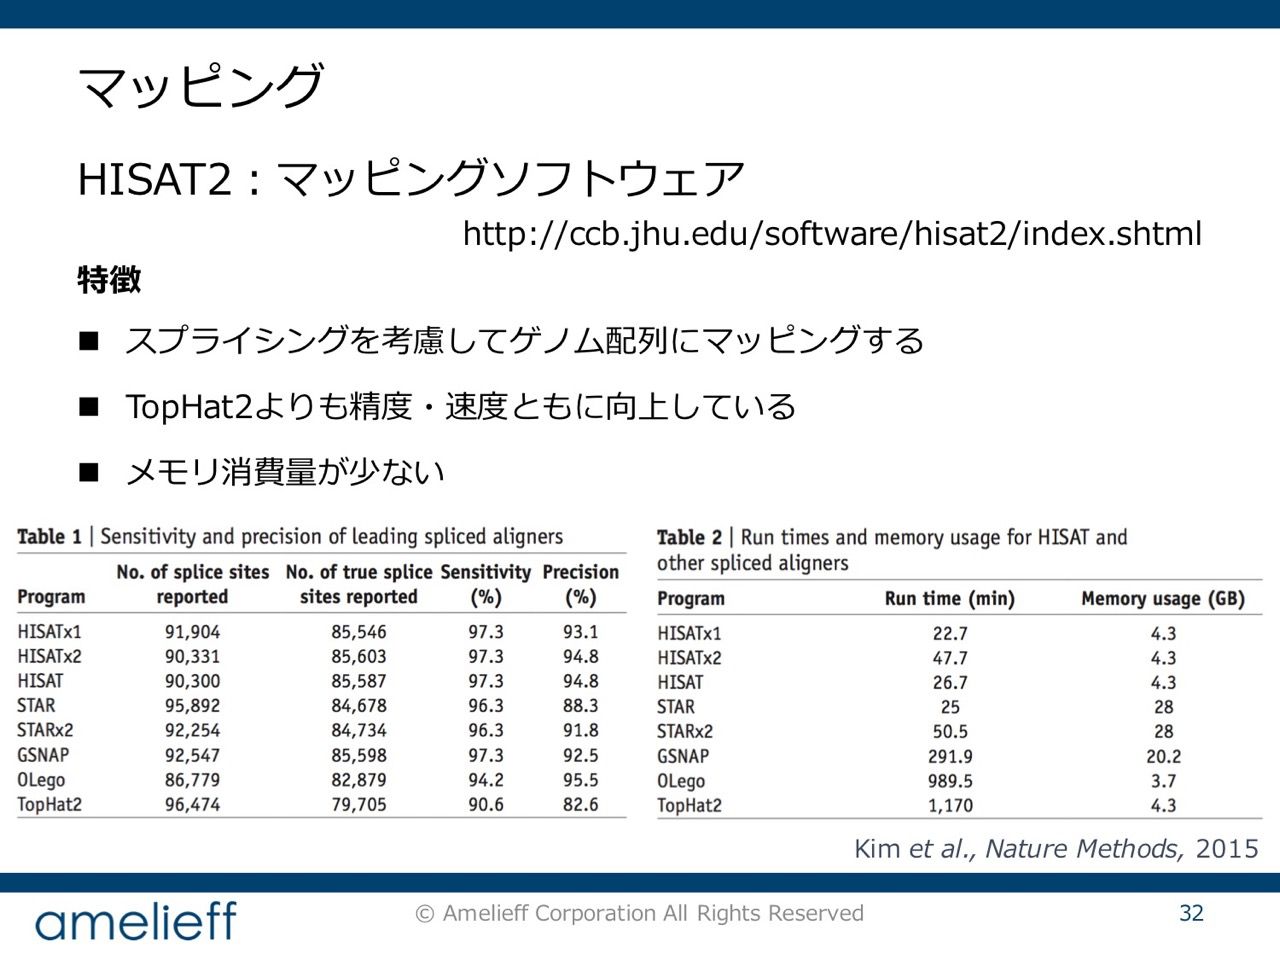 マッピング
HISAT2：マッピングソフトウェア
http://ccb.jhu.edu/software/hisat2/index.shtml
特徴
■ スプライシングを考慮してゲノム配列にマッピングする
■ TopHat2よりも精度・速度ともに向上している
■ メモリ消費量が少ない
Table 1 | Sensitivity and precision of leading spliced aligners
No. of splice sites No. of true splice Sensitivity Precision
Program reported sites reported (%) (%)
HISATx1 91,904 85,546 97.3 93.1
HISATx2 90,331 85,603 97.3 94.8
HISAT 90,300 85,587 97.3 94.8
STAR 95,892 84,678 96.3 88.3
STARx2 92,254 84,734 96.3 91.8
GSNAP 92,547 85,598 97.3 92.5
OLego 86,779 82,879 94.2 95.5
TopHat2 96,474 79,705 90.6 82.6
Table 2 | Run times and memory usage for HISAT and
other spliced aligners
Program Run time (min) Memory usage (GB)
HISATx1 22.7 4.3
HISATx2 47.7 4.3
HISAT 26.7 4.3
STAR 25 28
STARx2 50.5 28
GSNAP 291.9 20.2
OLego 989.5 3.7
TopHat2 1,170 4.3
Kim et al., Nature Methods, 2015
amelieff
© Amelieff Corporation All Rights Reserved
32